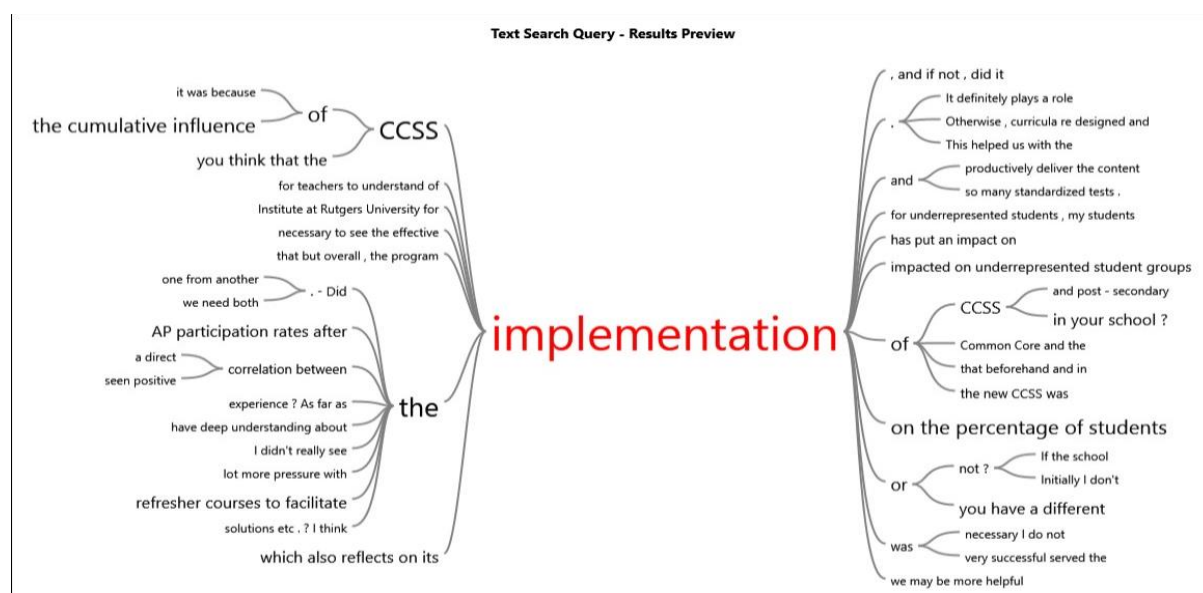 Text Search Query - Results Preview
it was because
the cumulative influence
of
you think that the
CCSS
for teachers to understand of
Institute at Rutgers University for
necessary to see the effective
that but overall , the program
one from another
we need both
. - Did
AP participation rates after
a direct
seen positive
correlation between
experience ? As far as
have deep understanding about
I didn't really see
lot more pressure with
refresher courses to facilitate
solutions etc . ? I think
the
which also reflects on its
implementation
, and if not , did it
.
It definitely plays a role
Otherwise , curricula re designed and
This helped us with the
and
productively deliver the content
so many standardized tests .
for underrepresented students , my students
has put an impact on
impacted on underrepresented student groups
of
CCSS
and post - secondary
in your school ?
Common Core and the
that beforehand and in
the new CCSS was
on the percentage of students
or
not ?
If the school
Initially I don't
you have a different
was
necessary I do not
very successful served the
we may be more helpful